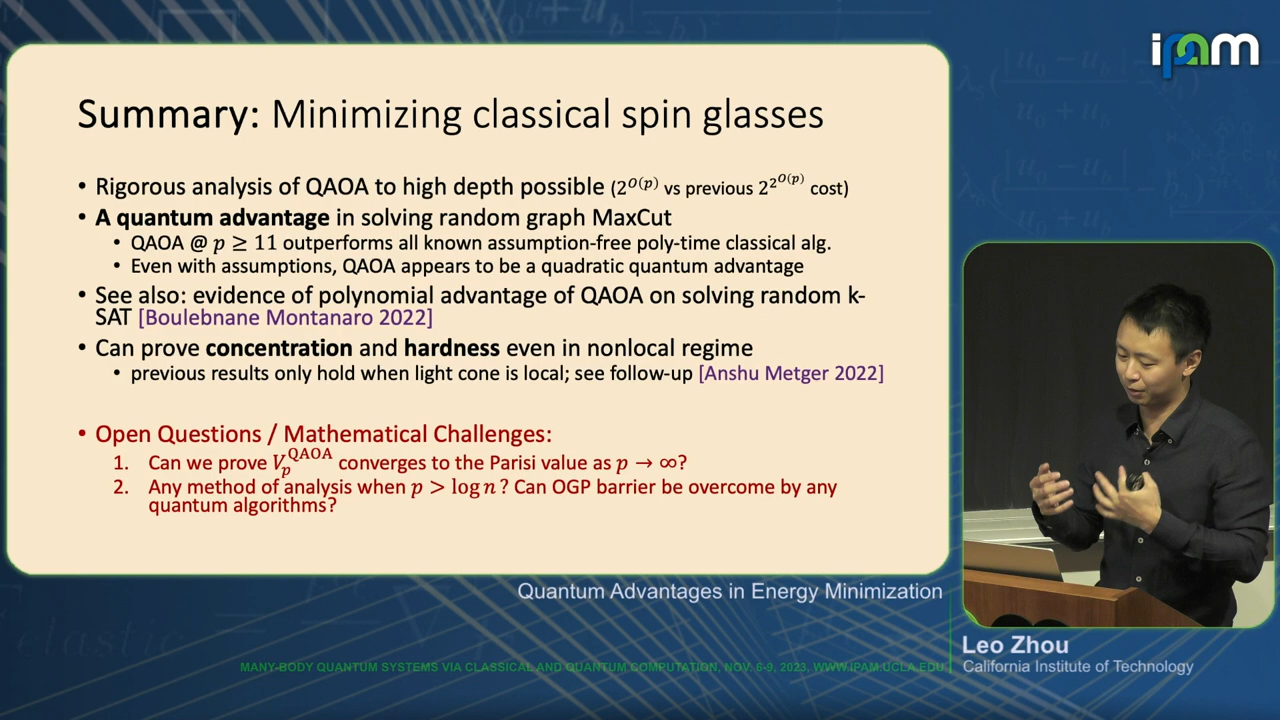 ipam
Summary: Minimizing classical spin glasses
• Rigorous analysis of QAOA to high depth possible (2^{O(p)} vs previous 2^{2^{O(p)}} cost)
• A quantum advantage in solving random graph MaxCut
• QAOA @ p ≥ 11 outperforms all known assumption-free poly-time classical alg.
• Even with assumptions, QAOA appears to be a quadratic quantum advantage
• See also: evidence of polynomial advantage of QAOA on solving random k-
SAT [Boulebnane Montanaro 2022]
• Can prove concentration and hardness even in nonlocal regime
• previous results only hold when light cone is local; see follow-up [Anshu Metger 2022]
• Open Questions / Mathematical Challenges:
1. Can we prove V_p^{QAOA} converges to the Parisi value as p → ∞?
2. Any method of analysis when p > log n ? Can OGP barrier be overcome by any
quantum algorithms?
Quantum Advantages in Energy Minimization
Leo Zhou
California Institute of Technology
MANY-BODY QUANTUM SYSTEMS VIA CLASSICAL AND QUANTUM COMPUTATION, NOV. 6-9, 2023, WWW.IPAM.UCLA.EDU
elastic